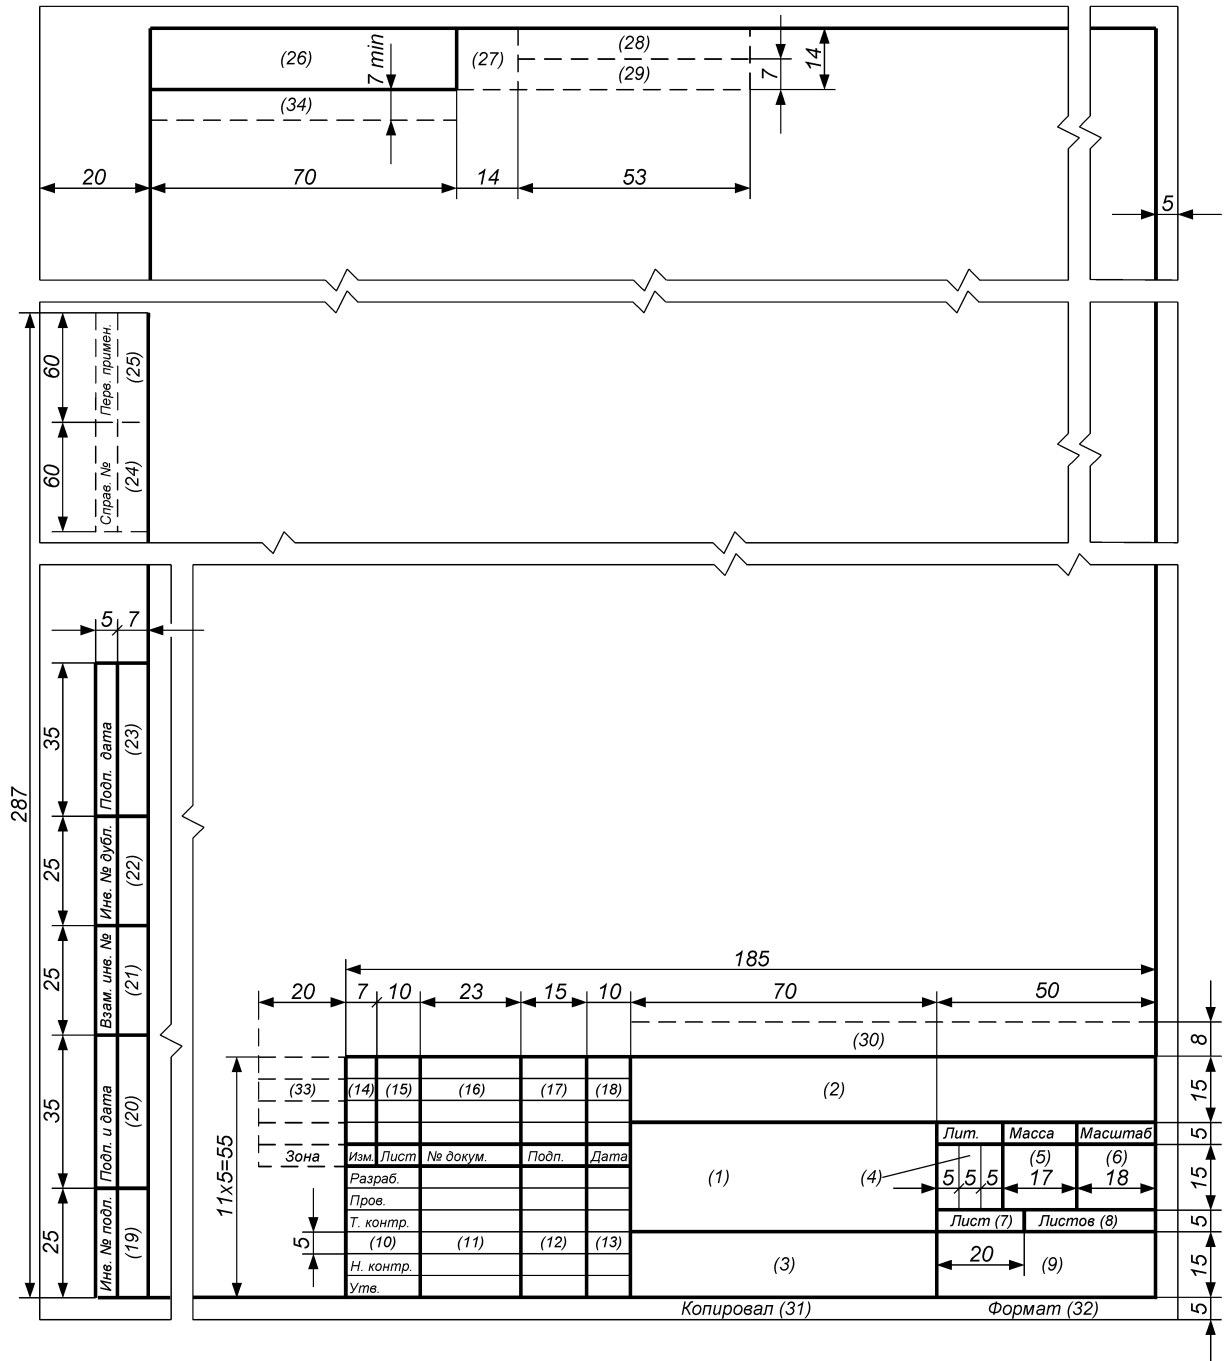 (26)
7 min
(27)
(28)
(29)
7
14
(34)
20
70
14
53
5
60
Перв. примен.
(25)
60
Справ. №
(24)
287
5
7
35
Подп. дата
(23)
25
Инв. № дубл.
(22)
25
Взам. инв. №
(21)
35
Подп. и дата
(20)
25
Инв. № подп.
(19)
185
20
7
10
23
15
10
70
50
(30)
8
(33)
(14)
(15)
(16)
(17)
(18)
(2)
15
Зона
Изм.
Лист
№ докум.
Подп.
Дата
Лит.
Масса
Масштаб
5
11x5=55
Разраб.
Пров.
Т. контр.
(10)
(11)
(12)
(13)
Н. контр.
Утв.
5
(1)
(4)
5
5
5
(5)
17
(6)
18
15
Лист (7)
Листов (8)
5
(3)
20
(9)
15
Копировал (31)
Формат (32)
5